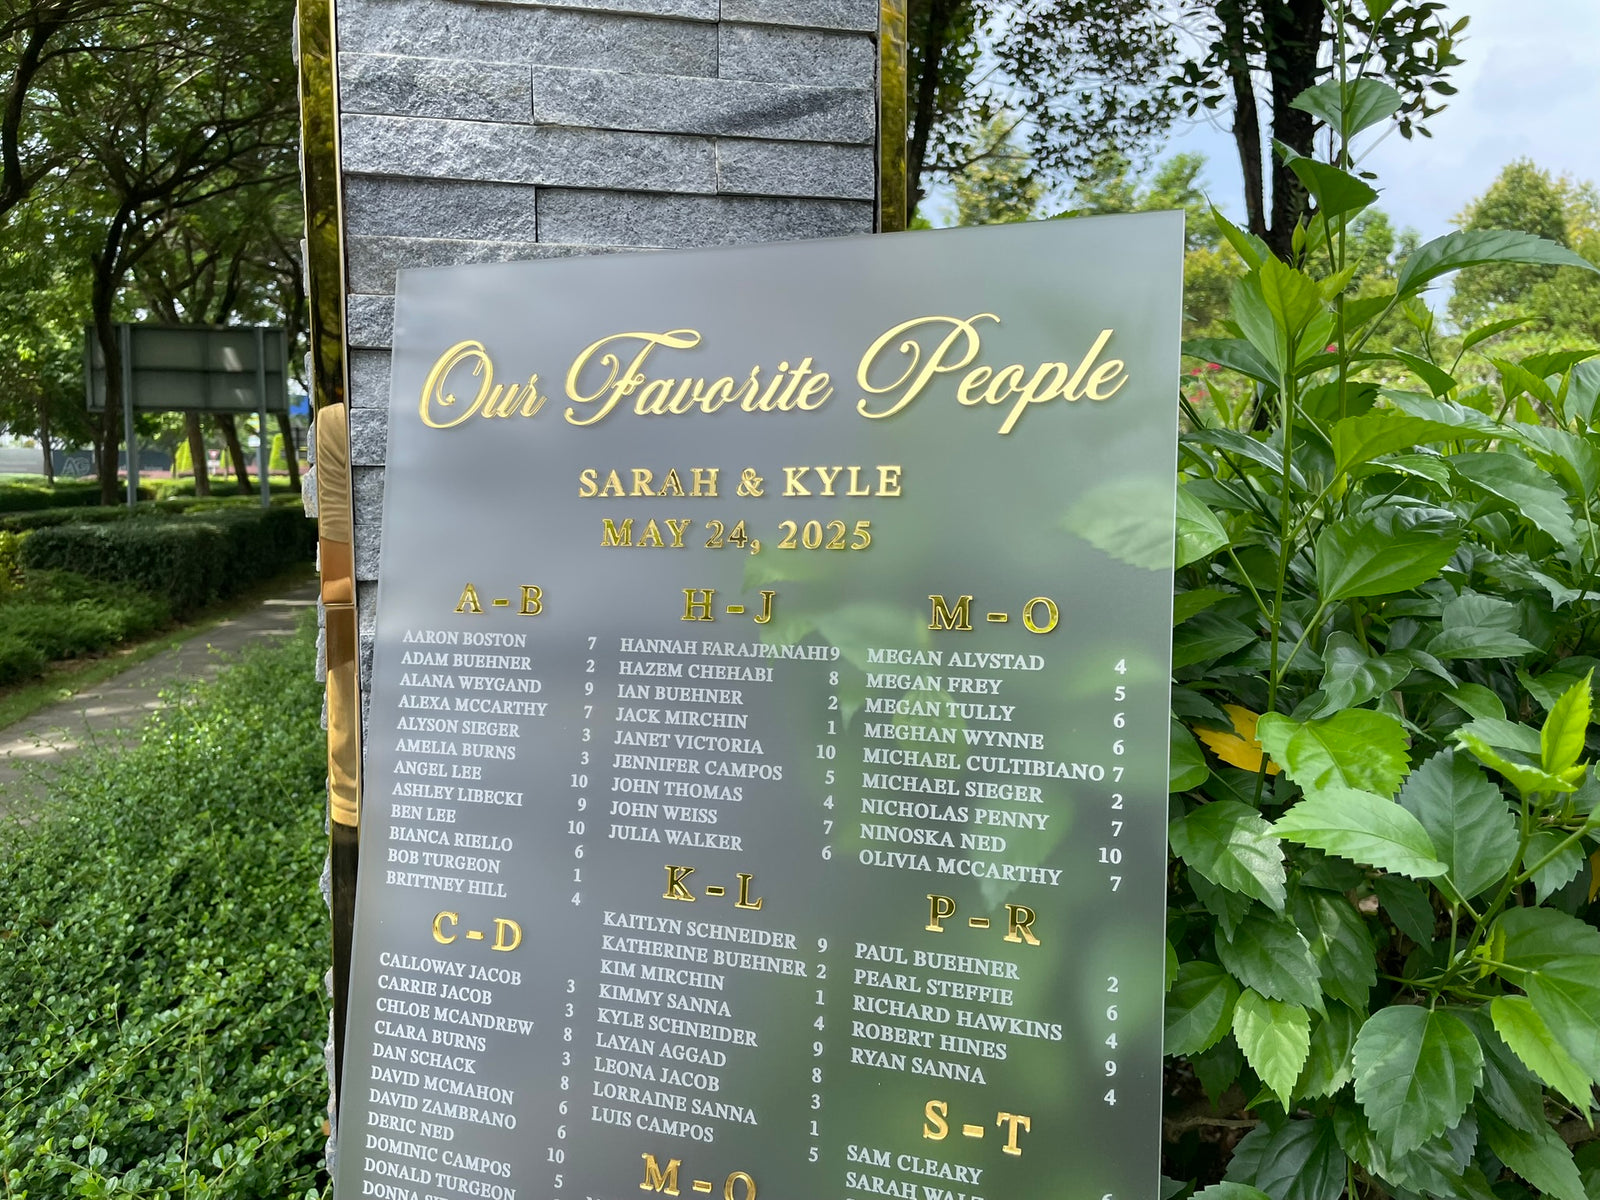 Our Favorite People
SARAH & KYLE
MAY 24, 2025
A - B
AARON BOSTON 7
ADAM BUEHNER 2
ALANA WEYGAND 9
ALEXA MCCARTHY 7
ALYSON SIEGER 3
AMELIA BURNS 3
ANGEL LEE 10
ASHLEY LIBECKI 9
BEN LEE 10
BIANCA RIELLO 6
BOB TURGEON 1
BRITTNEY HILL 4
C - D
CALLOWAY JACOB 3
CARRIE JACOB 3
CHLOE MCANDREW 8
CLARA BURNS 3
DAN SCHACK 8
DAVID MCMAHON 6
DAVID ZAMBRANO 6
DERIC NED 10
DOMINIC CAMPOS 5
DONALD TURGEON
DONNA
H - J
HANNAH FARAJPANAHI 9
HAZEM CHEHABI 8
IAN BUEHNER 2
JACK MIRCHIN 1
JANET VICTORIA 10
JENNIFER CAMPOS 5
JOHN THOMAS 4
JOHN WEISS 7
JULIA WALKER 6
K - L
KAITLYN SCHNEIDER 9
KATHERINE BUEHNER 2
KIM MIRCHIN 1
KIMMY SANNA 4
KYLE SCHNEIDER 9
LAYAN AGGAD 8
LEONA JACOB 3
LORRAINE SANNA 1
LUIS CAMPOS 5
M - O
M - O
MEGAN ALVSTAD 4
MEGAN FREY 5
MEGAN TULLY 6
MEGHAN WYNNE 6
MICHAEL CULTIBIANO 7
MICHAEL SIEGER 2
NICHOLAS PENNY 7
NINOSKA NED 10
OLIVIA MCCARTHY 7
P - R
PAUL BUEHNER 2
PEARL STEFFIE 6
RICHARD HAWKINS 4
ROBERT HINES 9
RYAN SANNA 4
S - T
SAM CLEARY
SARAH